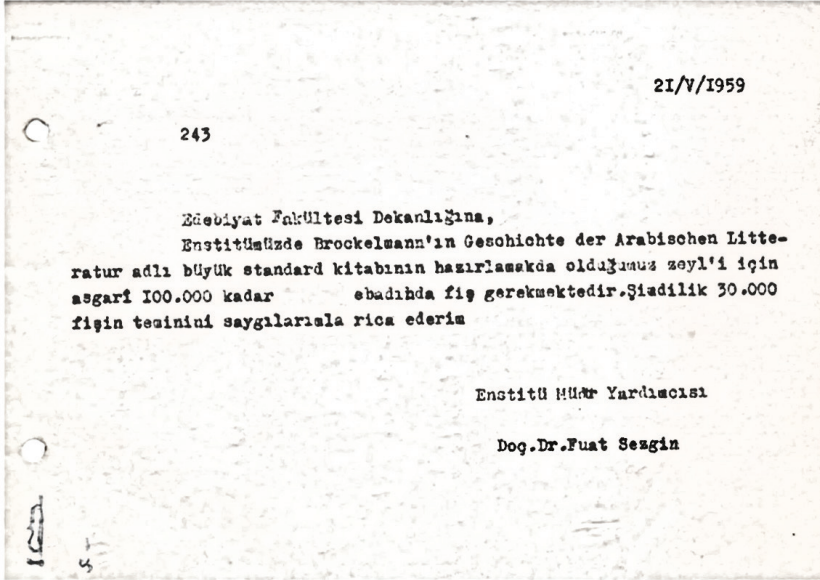 2I/V/I959
243
Edebiyat Fakültesi Dekanlığına,
Enstitümüzde Brockelmann'ın Geschichte der Arabischen Litte-
ratur adlı büyük standard kitabının hazırlamakda olduğumuz zeyl'i için
asgarî I00.000 kadar ebadında fiş gerekmektedir.Şimdilik 30.000
fişin teminini saygılarımla rica ederim
Enstitü Müdür Yardımcısı
Doç.Dr.Fuat Sezgin